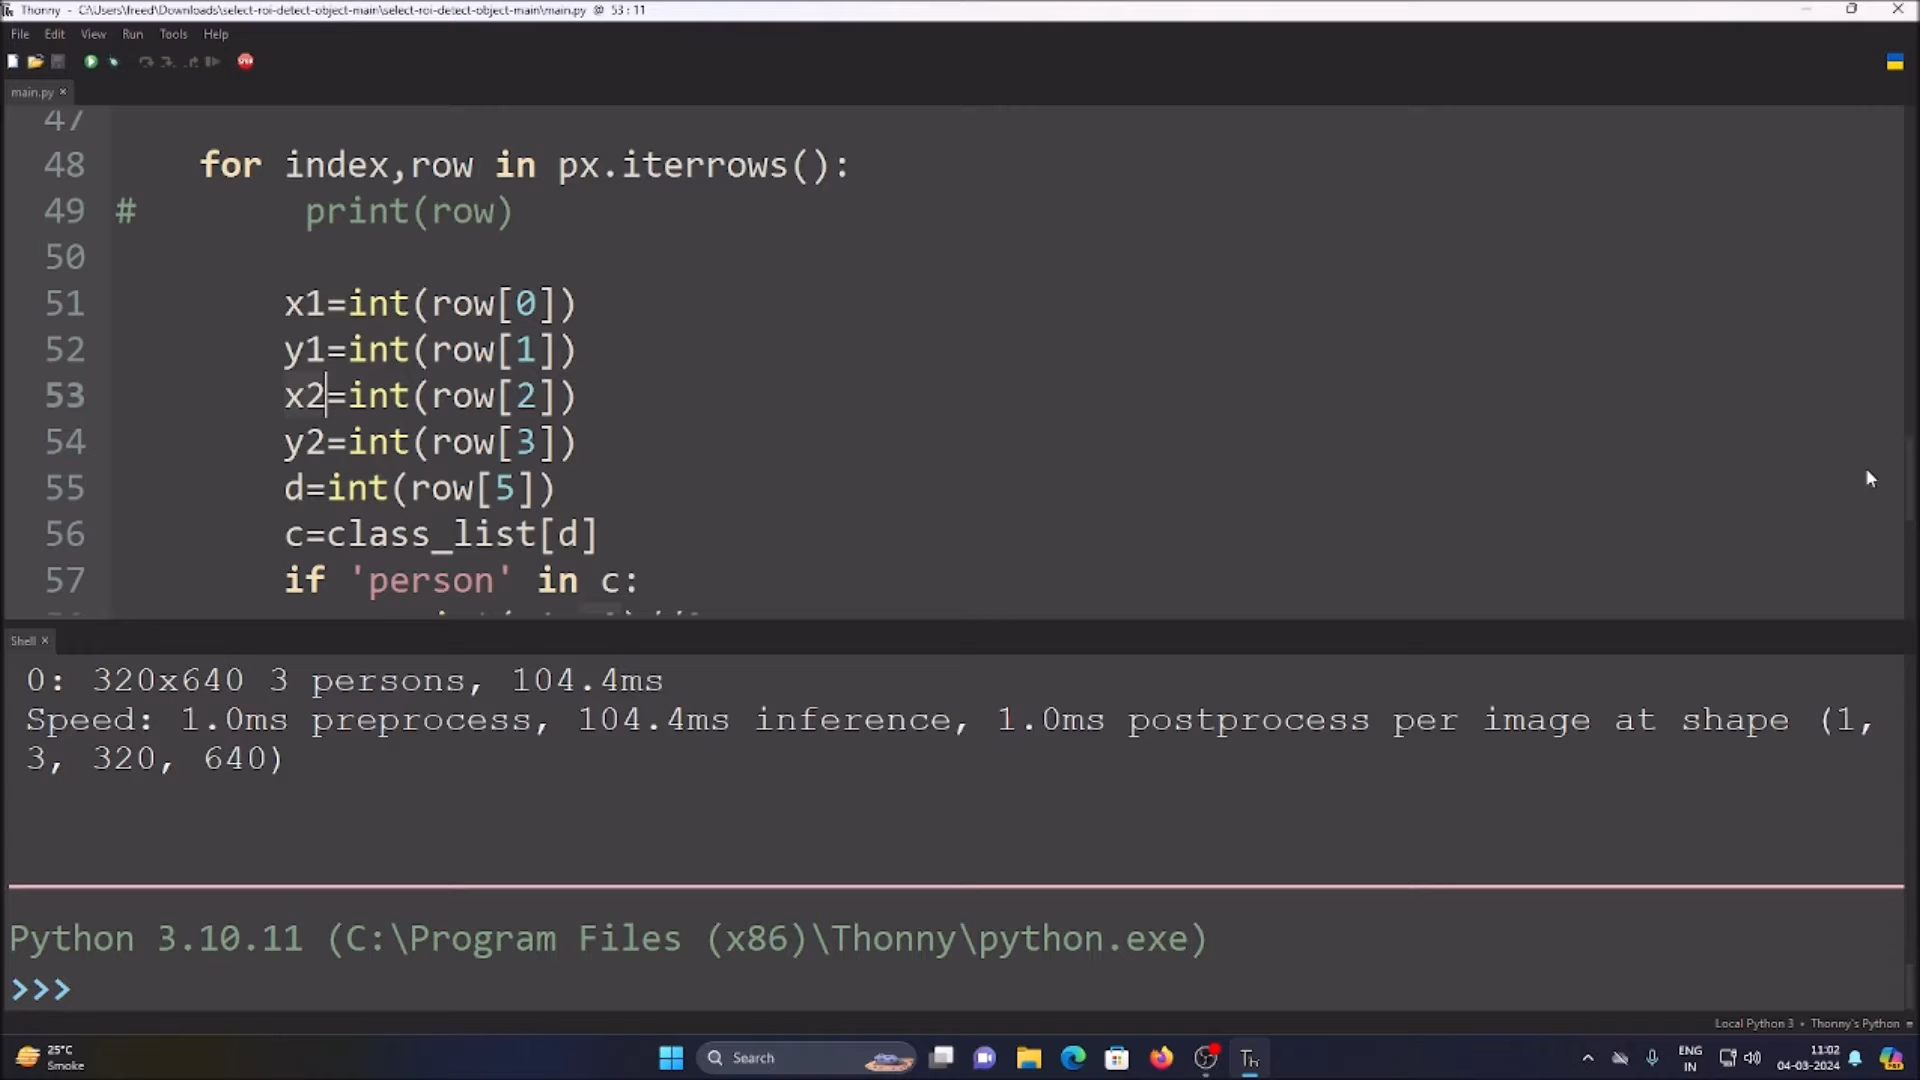 Thonny - C:\Users\freed\Downloads\select-roi-detect-object-main\select-roi-detect-object-main\main.py @ 53 : 11
File Edit View Run Tools Help
main.py ×
47
48 for index,row in px.iterrows():
49 # print(row)
50
51 x1=int(row[0])
52 y1=int(row[1])
53 x2=int(row[2])
54 y2=int(row[3])
55 d=int(row[5])
56 c=class_list[d]
57 if 'person' in c:
Shell ×
0: 320x640 3 persons, 104.4ms
Speed: 1.0ms preprocess, 104.4ms inference, 1.0ms postprocess per image at shape (1,
3, 320, 640)
Python 3.10.11 (C:\Program Files (x86)\Thonny\python.exe)
>>>
Local Python 3 • Thonny's Python
25°C
Smoke
Search
ENG
IN
11:02
04-03-2024